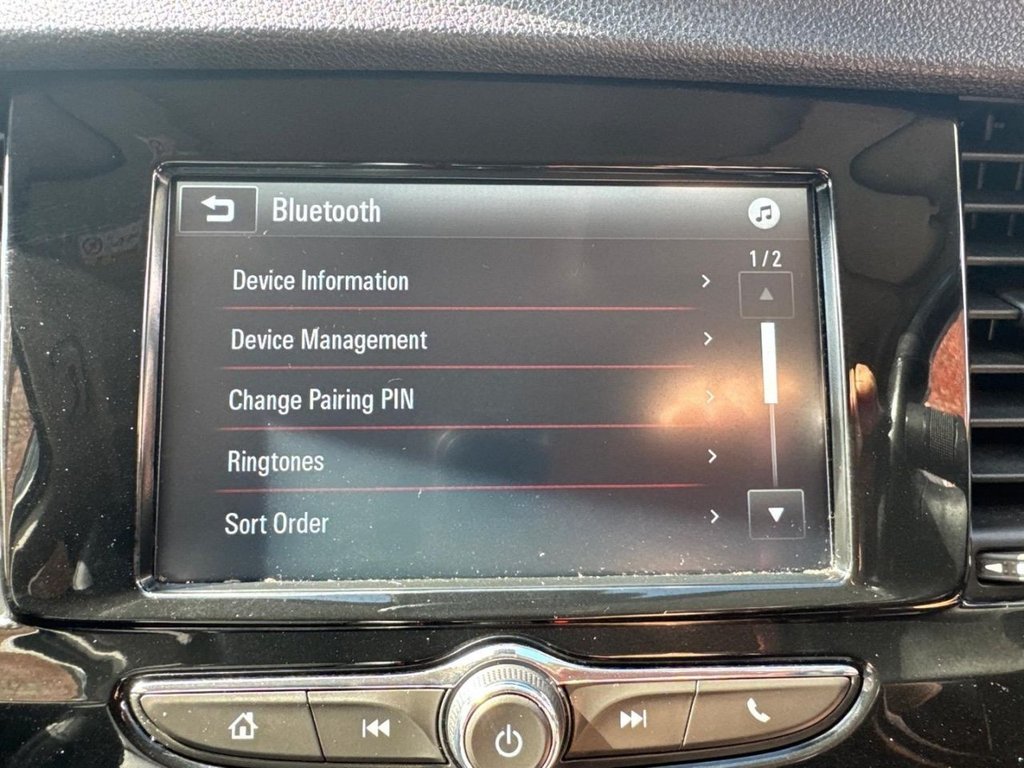 Bluetooth
1/2
Device Information
Device Management
Change Pairing PIN
Ringtones
Sort Order